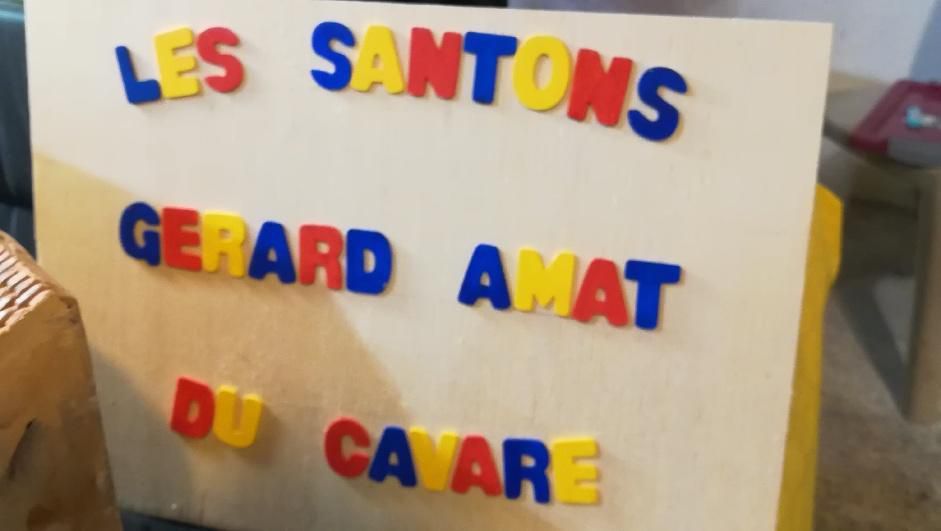 LES SANTONS
GERARD AMAT
DU CAVARE